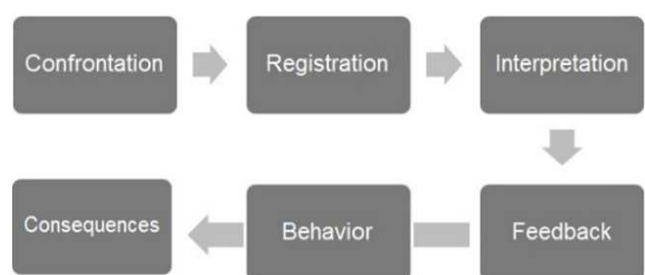 Confrontation
Registration
Interpretation
Feedback
Behavior
Consequences